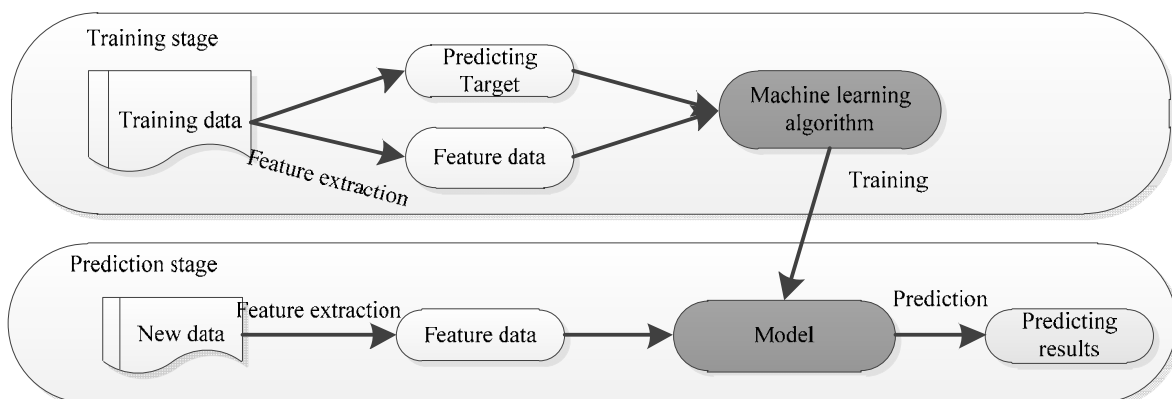 Training stage
Predicting
Target
Training data
Feature data
Feature extraction
Machine learning
algorithm
Training
Prediction stage
New data
Feature extraction
Feature data
Model
Prediction
Predicting
results